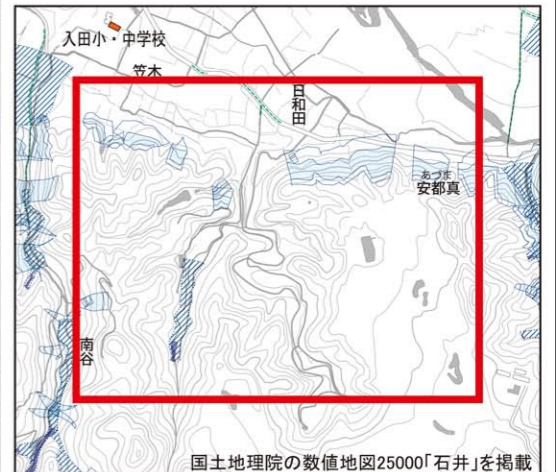 入田小・中学校
笠木
日和田
あづま
安都真
南谷
国土地理院の数値地図25000「石井」を掲載